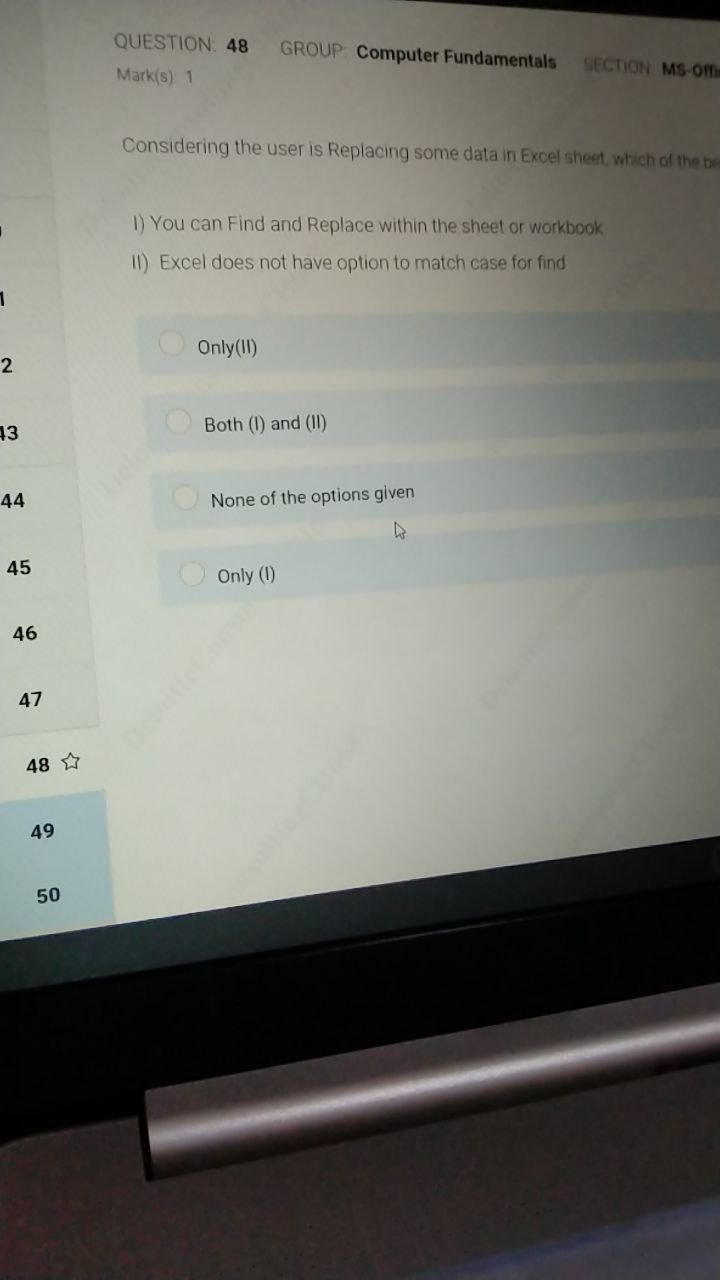 QUESTION: 48 GROUP: Computer Fundamentals SECTION: MS-Offi
Mark(s): 1
Considering the user is Replacing some data in Excel sheet, which of the be
I) You can Find and Replace within the sheet or workbook
II) Excel does not have option to match case for find
Only(II)
Both (I) and (II)
None of the options given
Only (I)
1
2
43
44
45
46
47
48
49
50